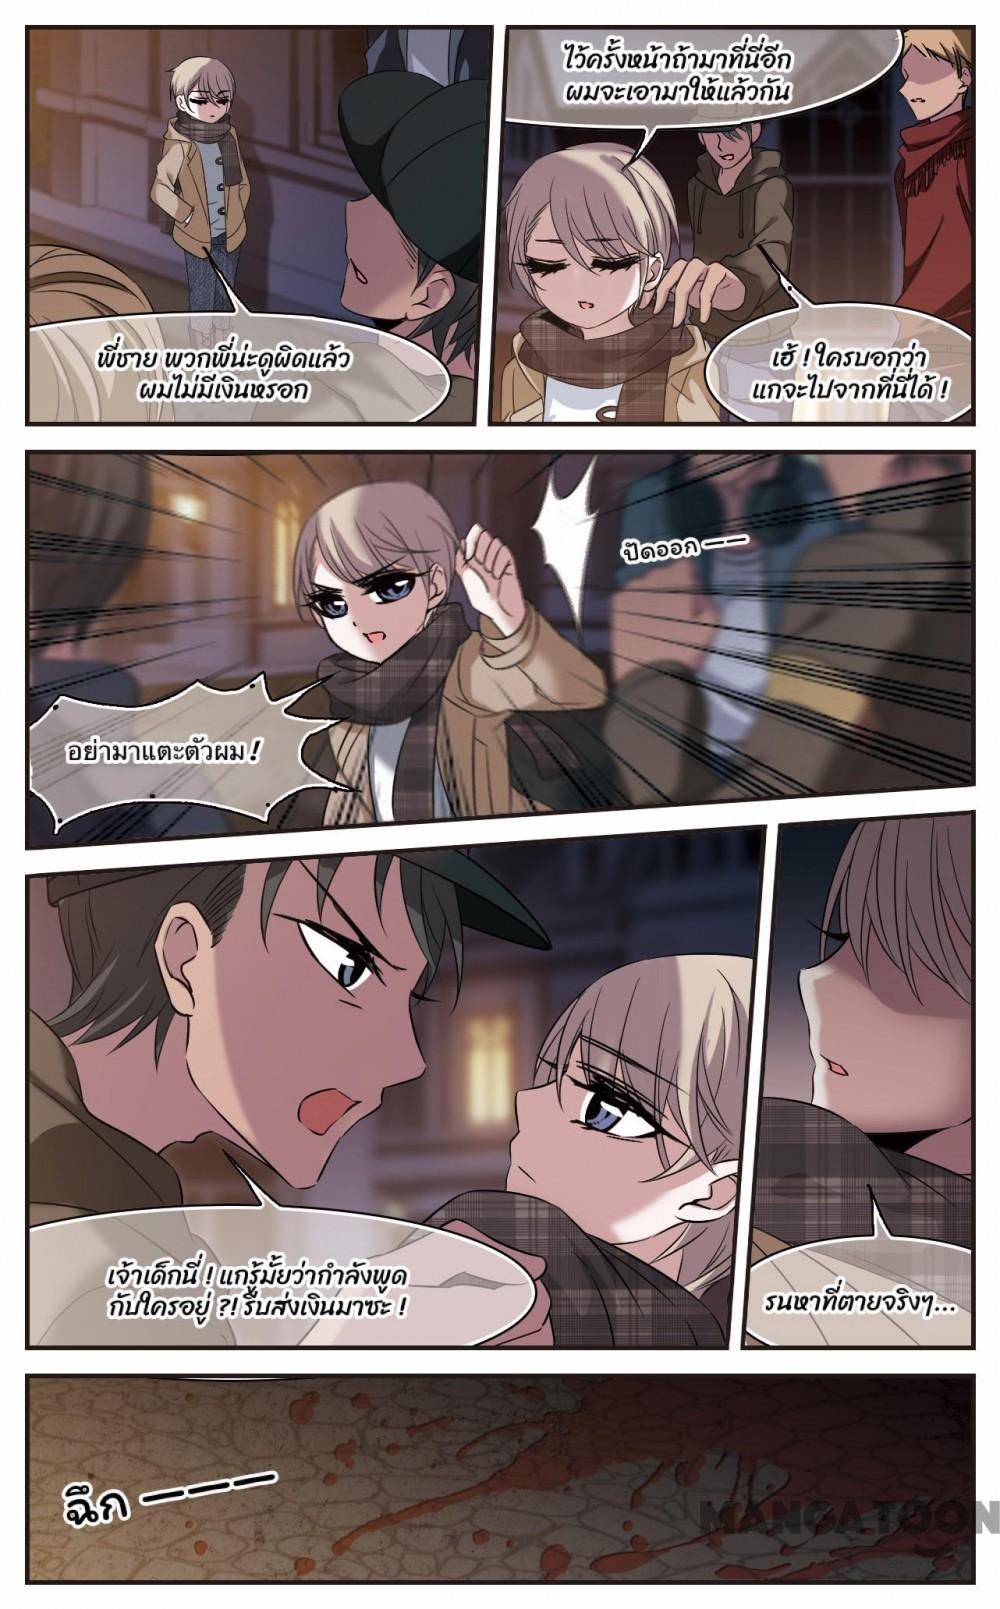 พี่ชาย พวกพี่น่ะดูผิดแล้ว
ผมไม่มีเงินหรอก
ไว้ครั้งหน้าถ้ามาที่นี่อีก
ผมจะเอามาให้แล้วกัน
เฮ้ ! ใครบอกว่า
แกจะไปจากที่นี่ได้ !
ปัดออก ——
อย่ามาแตะตัวผม !
เจ้าเด็กนี่ ! แกรู้มั้ยว่ากำลังพูด
กับใครอยู่ ?! รีบส่งเงินมาซะ !
รนหาที่ตายจริงๆ...
ฉึก ———
MANGATOON